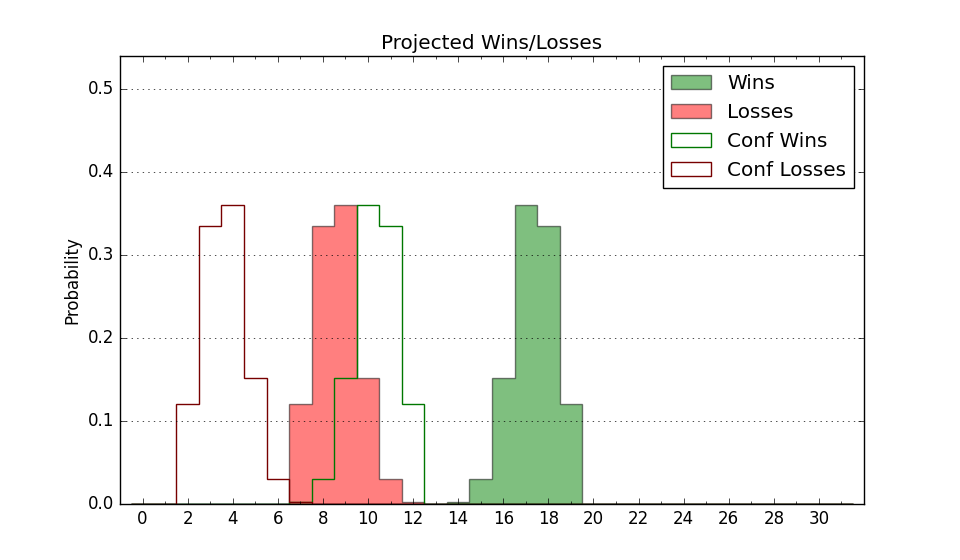 Projected Wins/Losses
Wins
Losses
Conf Wins
Conf Losses
Probability
0.5
0.4
0.3
0.2
0.1
0.0
0 2 4 6 8 10 12 14 16 18 20 22 24 26 28 30